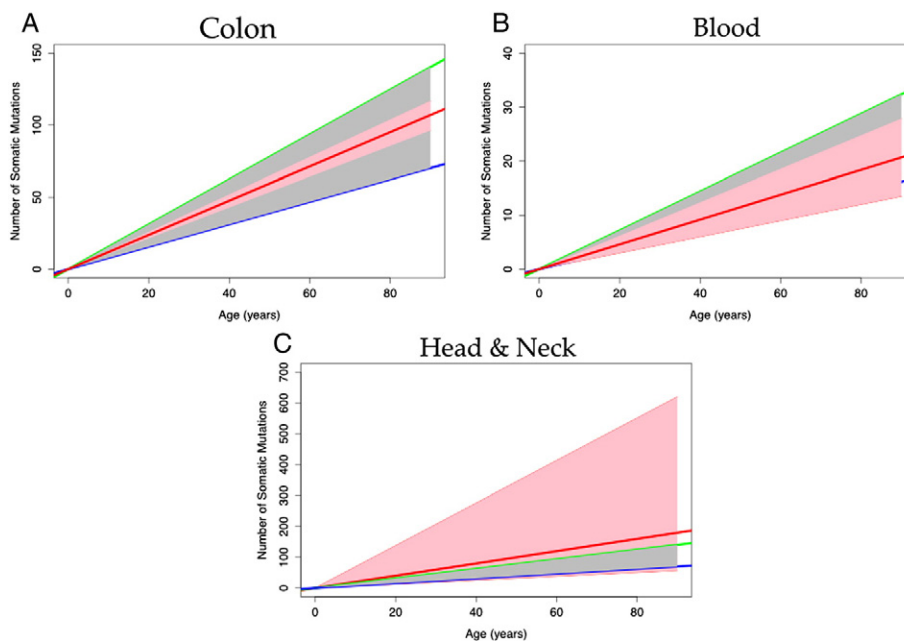 A
Colon
Number of Somatic Mutations
150
100
50
0
0 20 40 60 80
Age (years)
B
Blood
Number of Somatic Mutations
40
30
20
10
0
0 20 40 60 80
Age (years)
C
Head & Neck
Number of Somatic Mutations
700
600
500
400
300
200
100
0
0 20 40 60 80
Age (years)